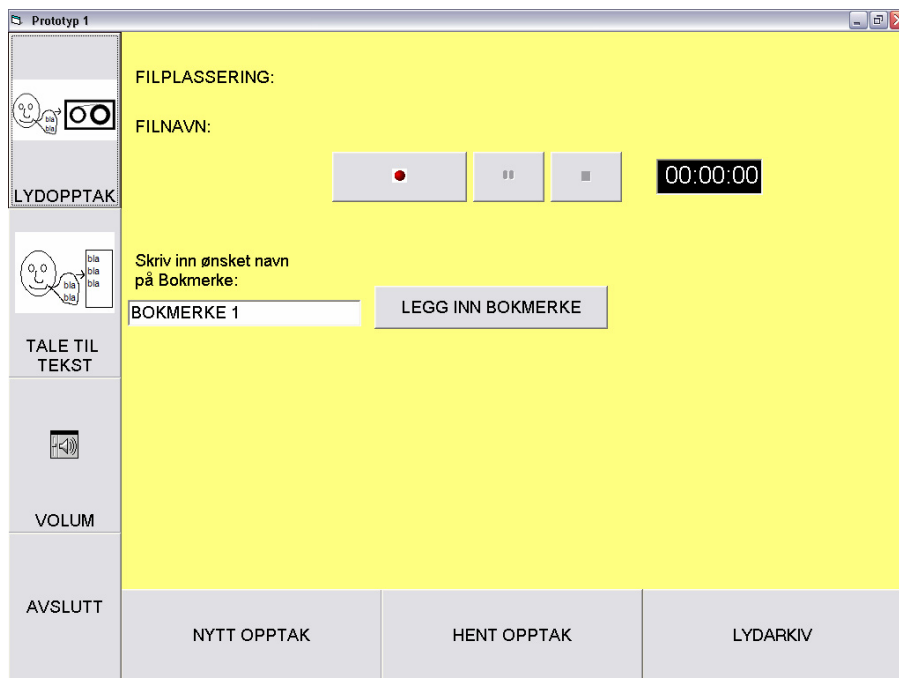 Prototyp 1
FILPLASSERING:
FILNAVN:
00:00:00
bla
bla
LYDOPPTAK
bla
bla
bla
bla
bla
TALE TIL
TEKST
Skriv inn ønsket navn
på Bokmerke:
BOKMERKE 1
LEGG INN BOKMERKE
VOLUM
AVSLUTT
NYTT OPPTAK
HENT OPPTAK
LYDARKIV